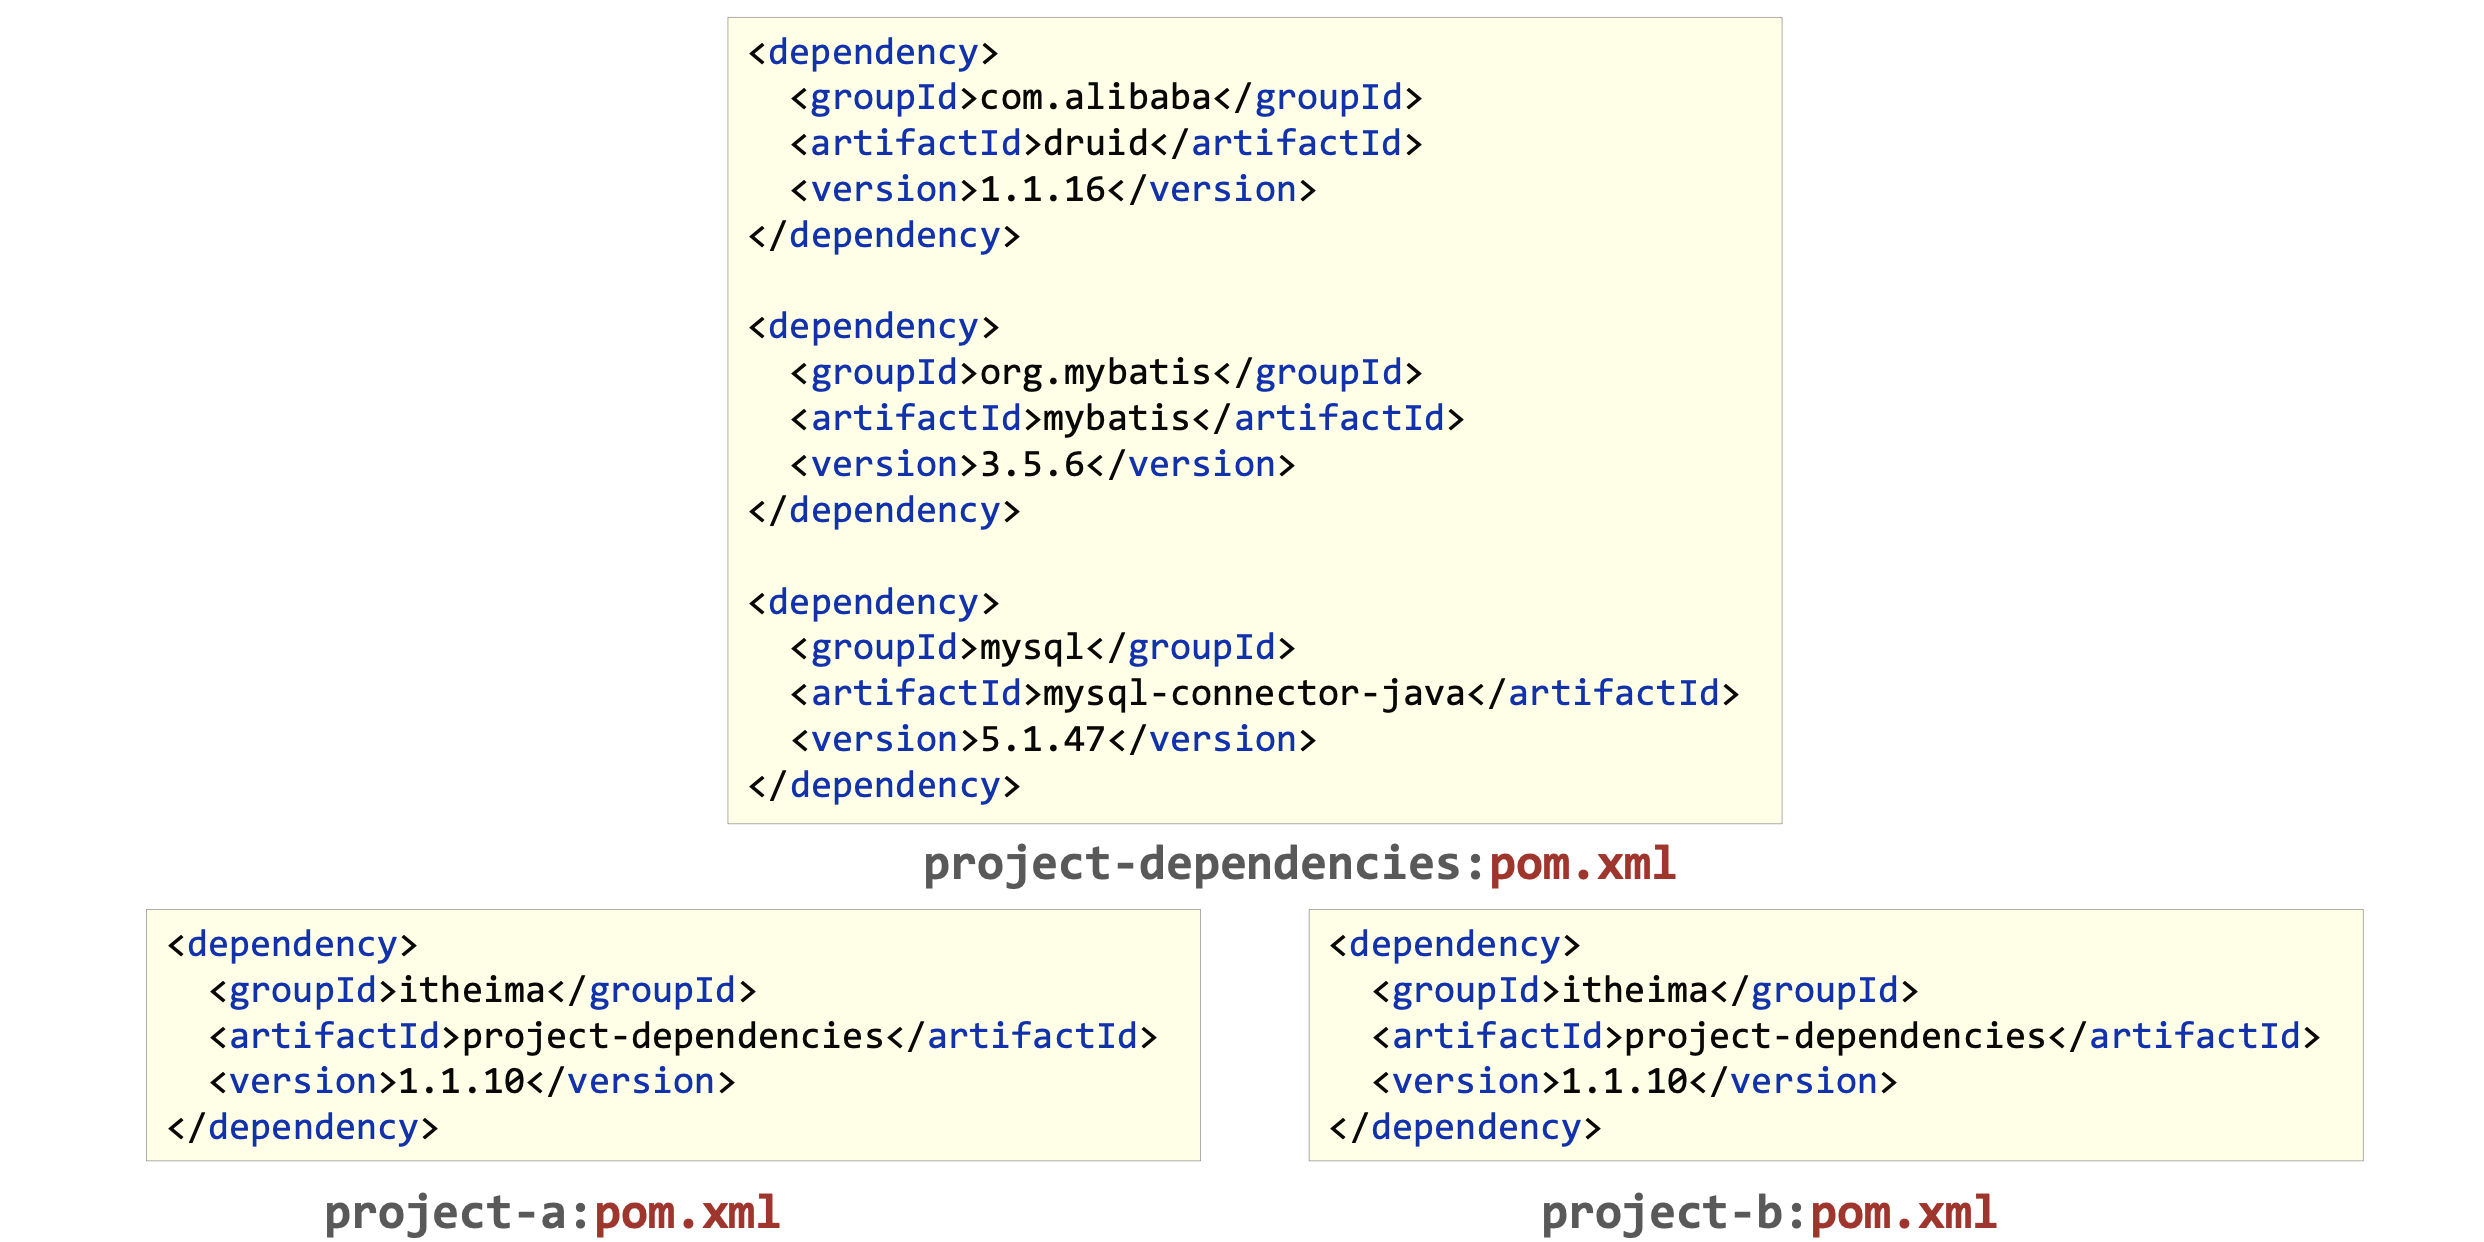 <dependency>
  <groupId>com.alibaba</groupId>
  <artifactId>druid</artifactId>
  <version>1.1.16</version>
</dependency>
<dependency>
  <groupId>org.mybatis</groupId>
  <artifactId>mybatis</artifactId>
  <version>3.5.6</version>
</dependency>
<dependency>
  <groupId>mysql</groupId>
  <artifactId>mysql-connector-java</artifactId>
  <version>5.1.47</version>
</dependency>
project-dependencies:pom.xml
<dependency>
  <groupId>itheima</groupId>
  <artifactId>project-dependencies</artifactId>
  <version>1.1.10</version>
</dependency>
project-a:pom.xml
<dependency>
  <groupId>itheima</groupId>
  <artifactId>project-dependencies</artifactId>
  <version>1.1.10</version>
</dependency>
project-b:pom.xml